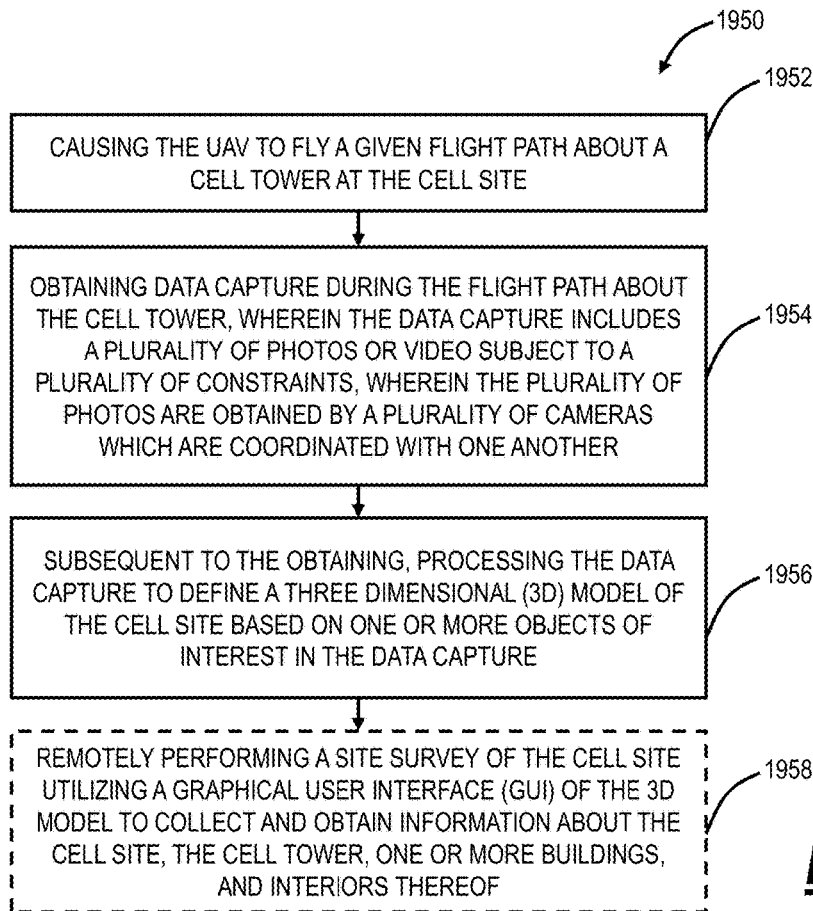 1950
1952
CAUSING THE UAV TO FLY A GIVEN FLIGHT PATH ABOUT A
CELL TOWER AT THE CELL SITE
OBTAINING DATA CAPTURE DURING THE FLIGHT PATH ABOUT
THE CELL TOWER, WHEREIN THE DATA CAPTURE INCLUDES
A PLURALITY OF PHOTOS OR VIDEO SUBJECT TO A
PLURALITY OF CONSTRAINTS, WHEREIN THE PLURALITY OF
PHOTOS ARE OBTAINED BY A PLURALITY OF CAMERAS
WHICH ARE COORDINATED WITH ONE ANOTHER
1954
SUBSEQUENT TO THE OBTAINING, PROCESSING THE DATA
CAPTURE TO DEFINE A THREE DIMENSIONAL (3D) MODEL OF
THE CELL SITE BASED ON ONE OR MORE OBJECTS OF
INTEREST IN THE DATA CAPTURE
1956
REMOTELY PERFORMING A SITE SURVEY OF THE CELL SITE
UTILIZING A GRAPHICAL USER INTERFACE (GUI) OF THE 3D
MODEL TO COLLECT AND OBTAIN INFORMATION ABOUT THE
CELL SITE, THE CELL TOWER, ONE OR MORE BUILDINGS,
AND INTERIORS THEREOF
1958